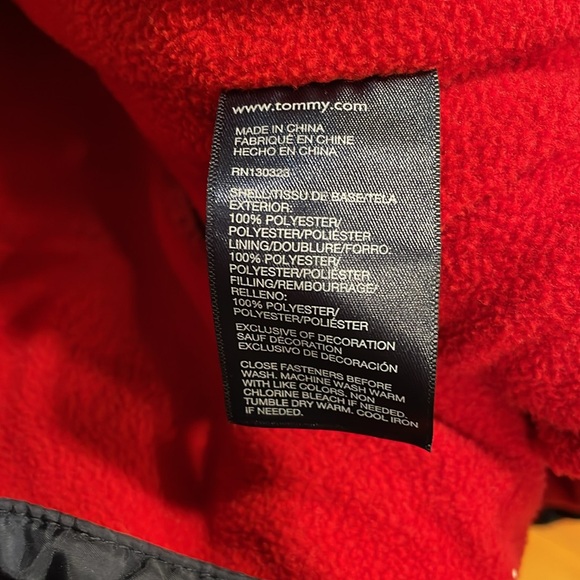 www.tommy.com
MADE IN CHINA
FABRIQUÉ EN CHINE
HECHO EN CHINA
RN130323
SHELL/TISSU DE BASE/TELA
EXTERIOR:
100% POLYESTER/
POLYESTER/POLIÉSTER
LINING/DOUBLURE/FORRO:
100% POLYESTER/
POLYESTER/POLIÉSTER
FILLING/REMBOURRAGE/
RELLENO:
100% POLYESTER/
POLYESTER/POLIÉSTER
EXCLUSIVE OF DECORATION
SAUF DÉCORATION
EXCLUSIVO DE DECORACIÓN
CLOSE FASTENERS BEFORE
WASH. MACHINE WASH WARM
WITH LIKE COLORS. NON
CHLORINE BLEACH IF NEEDED.
TUMBLE DRY WARM. COOL IRON
IF NEEDED.